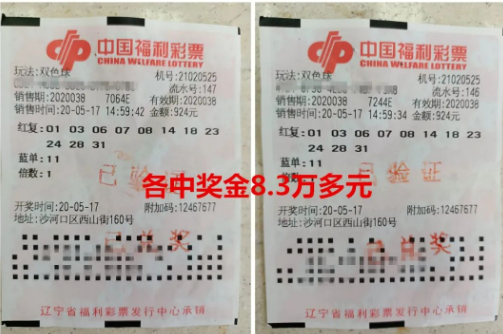 中国福利彩票
CHINA WELFARE LOTTERY
玩法:双色球 机号:21020525
流水号:147
销售期:2020038 7064E 有效期:2020038
销售时间:20-05-17 14:59:42 金额:924元
红复:01 03 06 07 08 14 18 23
24 28 31
蓝单:11
倍数:1
已验证
开奖时间:20-05-17 附加码:12467677
地址:沙河口区西山街160号
已兑奖
辽宁省福利彩票发行中心承销
中国福利彩票
CHINA WELFARE LOTTERY
玩法:双色球 机号:21020525
流水号:146
销售期:2020038 7244E 有效期:2020038
销售时间:20-05-17 14:59:34 金额:924元
红复:01 03 06 07 08 14 18 23
24 28 31
蓝单:11
倍数:1
已验证
开奖时间:20-05-17 附加码:12467677
地址:沙河口区西山街160号
已兑奖
辽宁省福利彩票发行中心承销
各中奖金8.3万多元